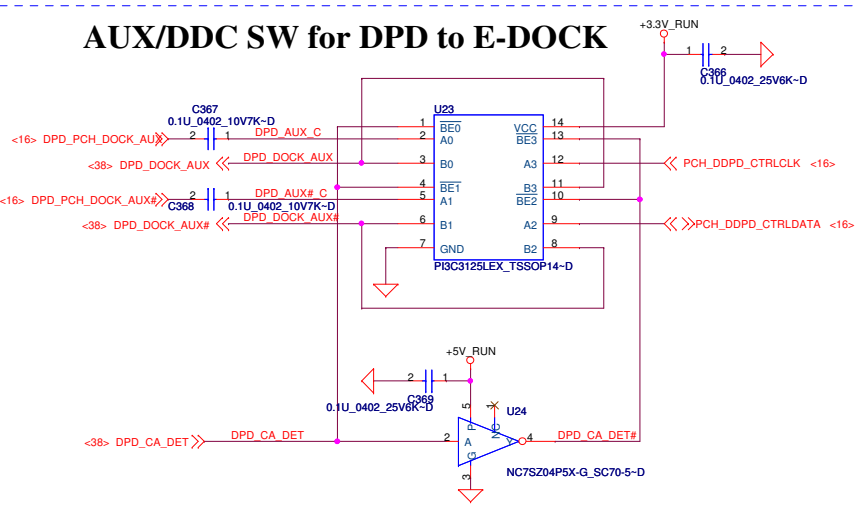 AUX/DDC SW for DPD to E-DOCK
+3.3V_RUN
1 2
C366
0.1U_0402_25V6K~D
C367
0.1U_0402_10V7K~D
U23
<16> DPD_PCH_DOCK_AUX 2 1 DPD_AUX_C
<38> DPD_DOCK_AUX DPD_DOCK_AUX
<16> DPD_PCH_DOCK_AUX# 2 1 DPD_AUX#_C
C368 0.1U_0402_10V7K~D
<38> DPD_DOCK_AUX# DPD_DOCK_AUX#
1 BE0 VCC 14
2 A0 BE3 13
3 B0 A3 12
4 BE1 B3 11
5 A1 BE2 10
6 B1 A2 9
7 GND B2 8
PCH_DDPD_CTRLCLK <16>
PCH_DDPD_CTRLDATA <16>
PI3C3125LEX_TSSOP14~D
+5V_RUN
2 1
C369
0.1U_0402_25V6K~D
U24
5 P
1 NC
<38> DPD_CA_DET DPD_CA_DET 2 A Y 4 DPD_CA_DET#
G
3
NC7SZ04P5X-G_SC70-5~D